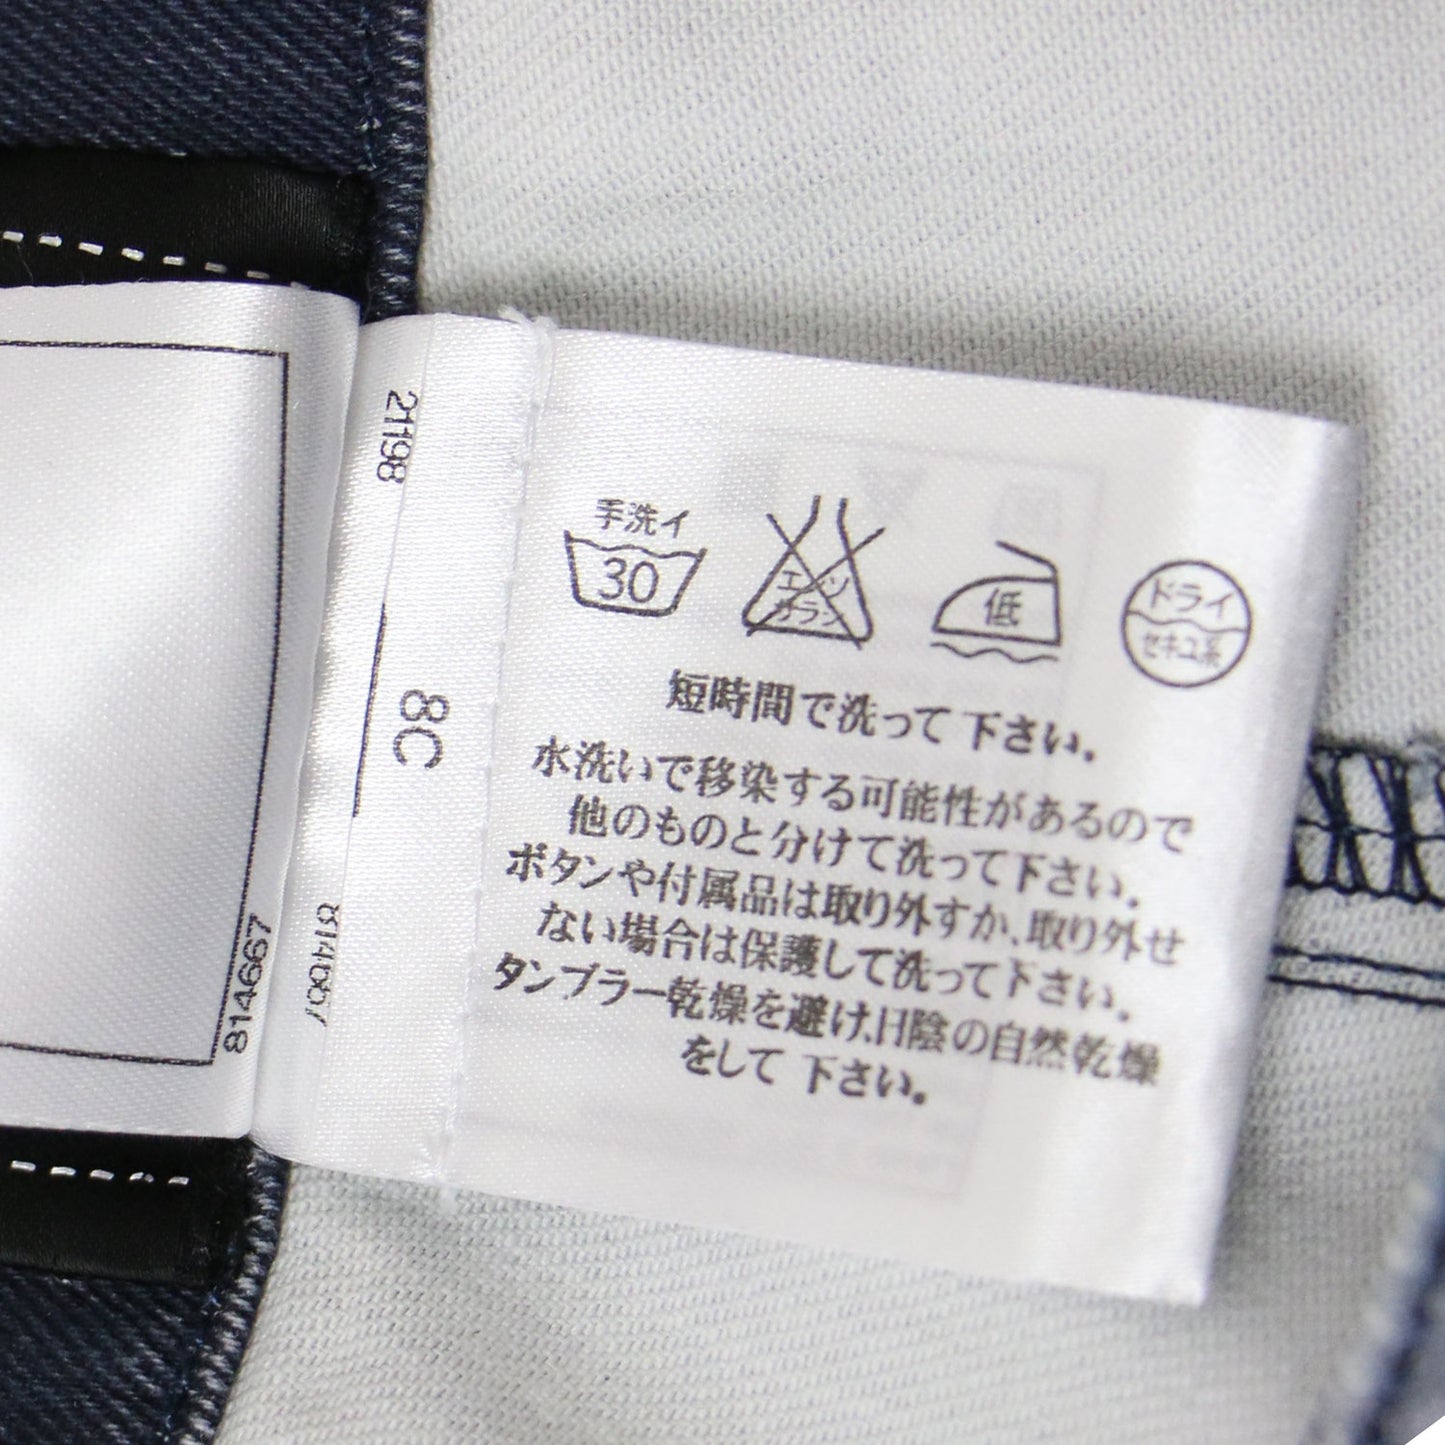 手洗イ
30
エンソ
サラシ
低
ドライ
セキユ系
短時間で洗って下さい。
水洗いで移染する可能性があるので
他のものと分けて洗って下さい。
ボタンや付属品は取り外すか、取り外せ
ない場合は保護して洗って下さい。
タンブラー乾燥を避け、日陰の自然乾燥
をして下さい。
21198
8C
814667
814667